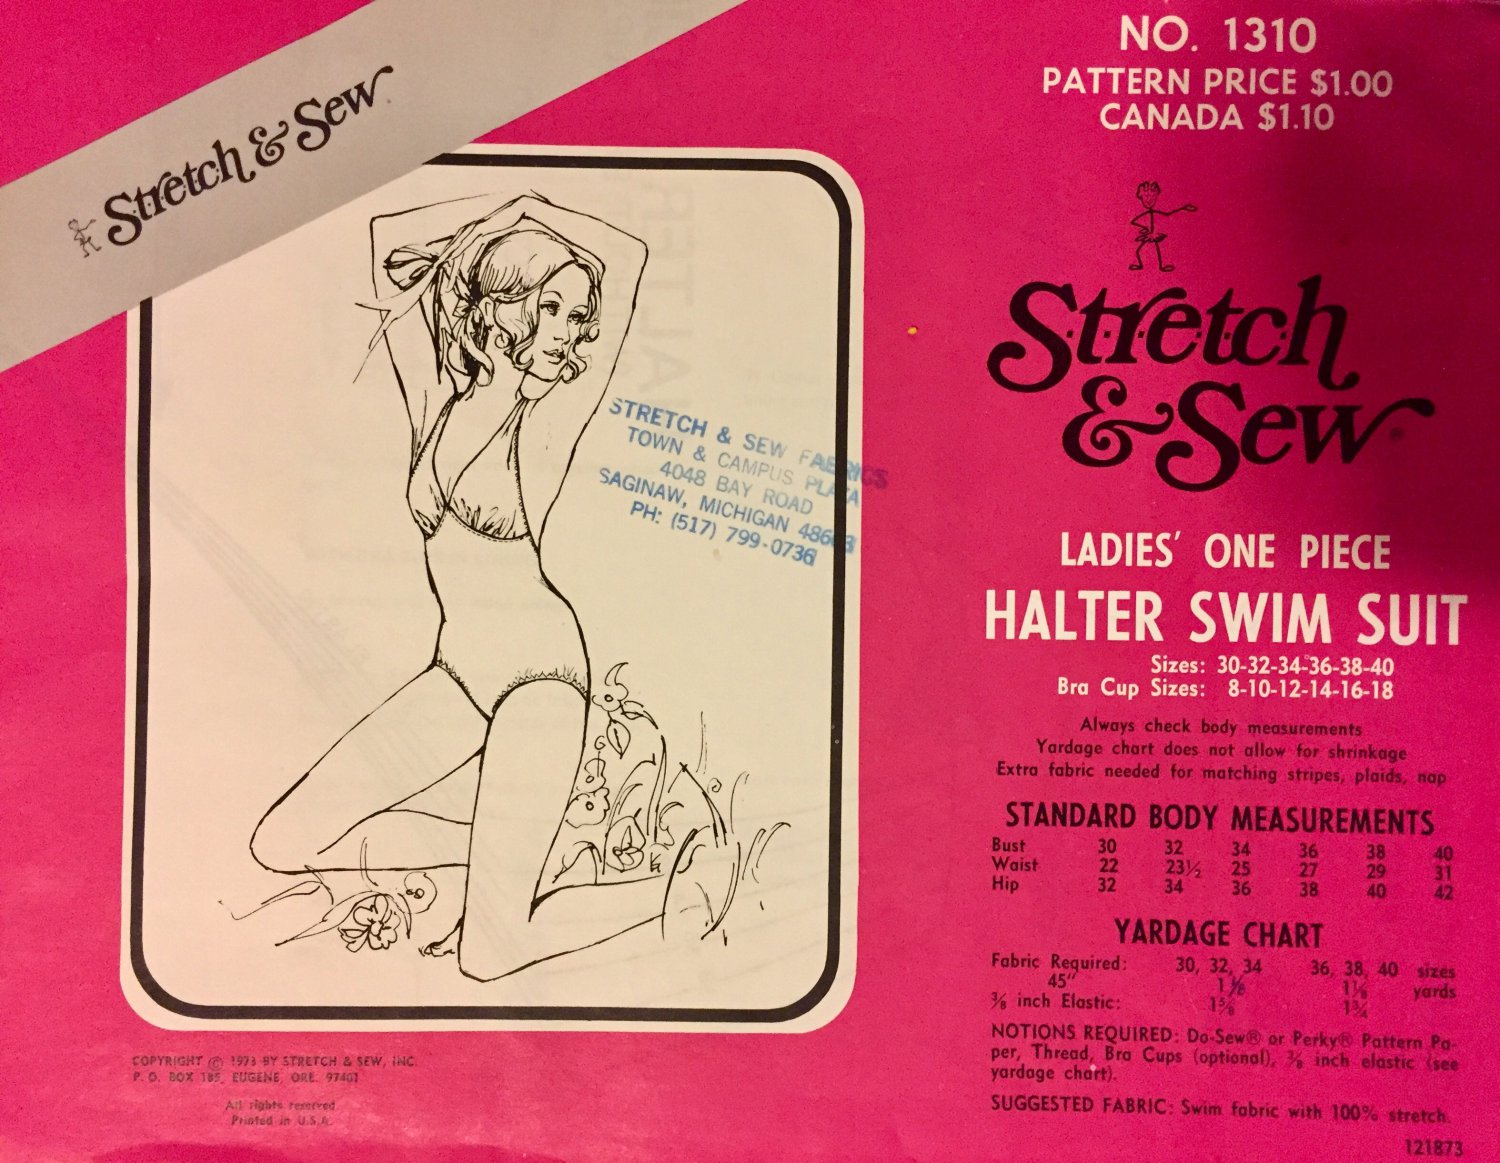 Stretch & Sew
NO. 1310
PATTERN PRICE $1.00
CANADA $1.10
Stretch
& Sew®
LADIES' ONE PIECE
HALTER SWIM SUIT
Sizes: 30-32-34-36-38-40
Bra Cup Sizes: 8-10-12-14-16-18
Always check body measurements
Yardage chart does not allow for shrinkage
Extra fabric needed for matching stripes, plaids, nap
STANDARD BODY MEASUREMENTS
Bust 30 32 34 36 38 40
Waist 22 23½ 25 27 29 31
Hip 32 34 36 38 40 42
YARDAGE CHART
Fabric Required: 30, 32, 34 36, 38, 40 sizes
45" 1⅛ yards
⅜ inch Elastic: 1⅝ 1¾
NOTIONS REQUIRED: Do-Sew® or Perky® Pattern Pa-
per, Thread, Bra Cups (optional), ⅜ inch elastic (see
yardage chart).
SUGGESTED FABRIC: Swim fabric with 100% stretch.
121873
STRETCH & SEW FABRICS
TOWN & CAMPUS PLAZA
4048 BAY ROAD
SAGINAW, MICHIGAN
PH: (517) 799-0736
COPYRIGHT © 1973 BY STRETCH & SEW, INC.
P. O. BOX 185, EUGENE, ORE. 97401
All rights reserved
Printed in U.S.A.